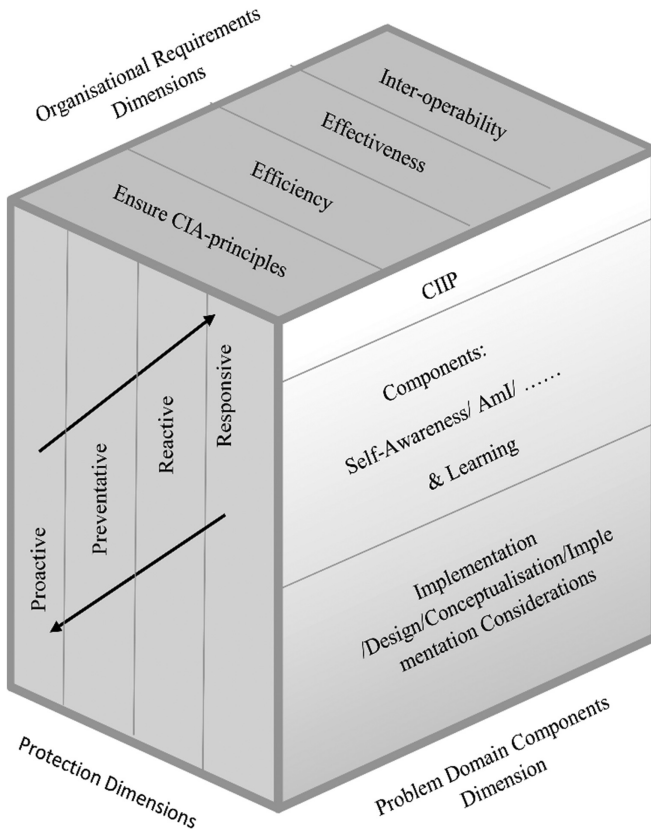 Organisational Requirements
Dimensions
Inter-operability
Effectiveness
Efficiency
Ensure CIA-principles
Proactive
Preventative
Reactive
Responsive
CIIP
Components:
Self-Awareness/ AmI/ ……
& Learning
Implementation
/Design/Conceptualisation/Imple
mentation Considerations
Protection Dimensions
Problem Domain Components
Dimension